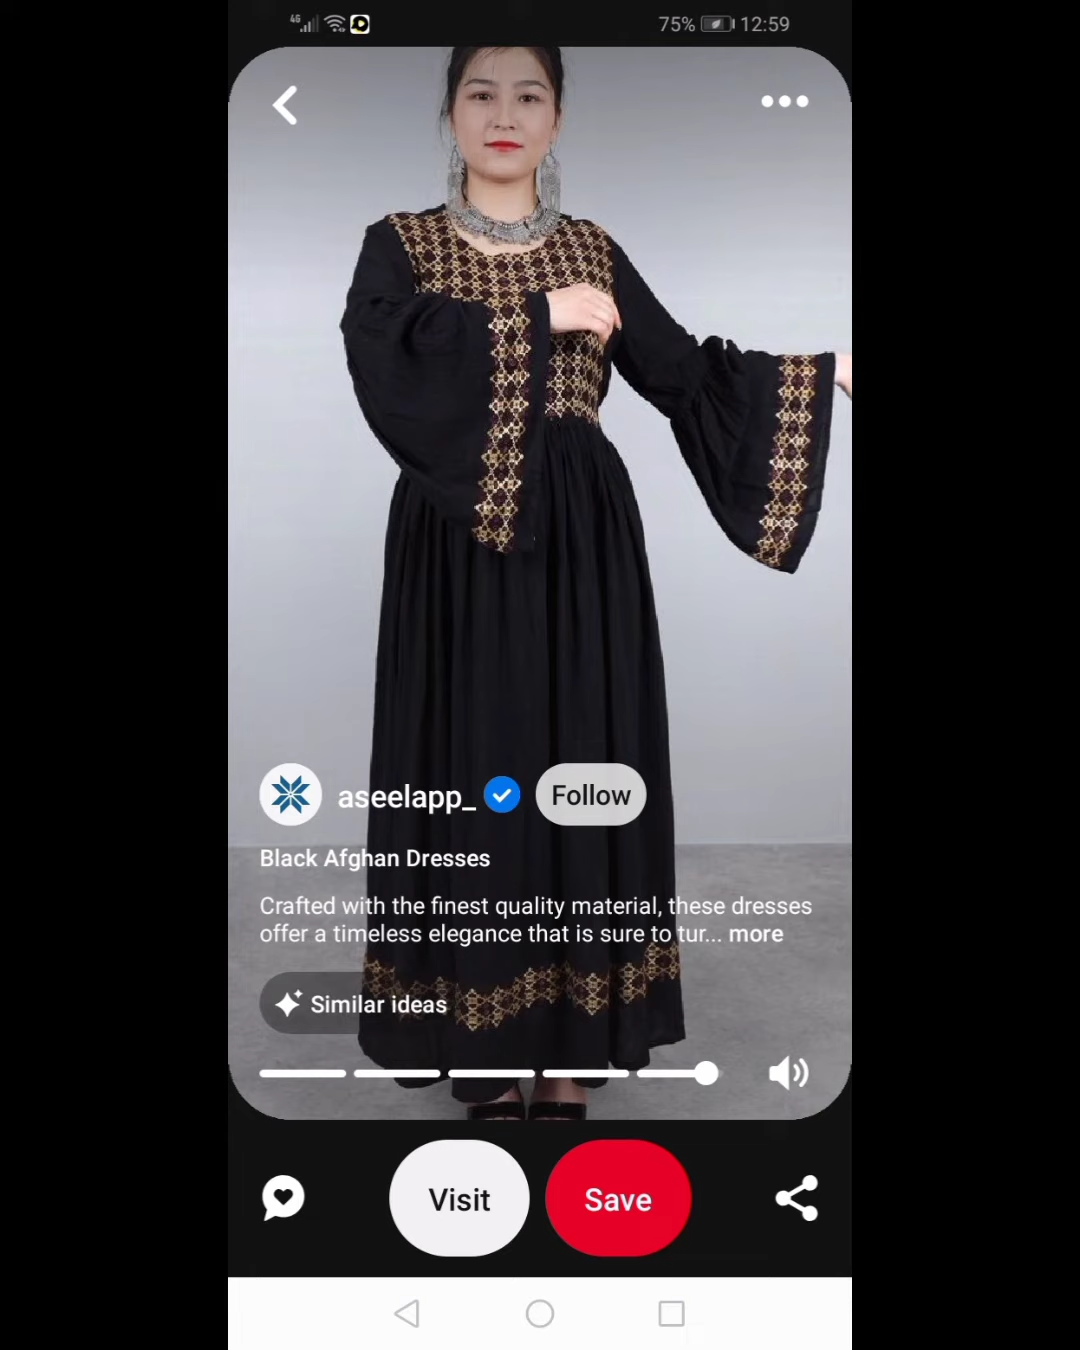 4G
75% 12:59
aseelapp_ Follow
Black Afghan Dresses
Crafted with the finest quality material, these dresses
offer a timeless elegance that is sure to tur... more
Similar ideas
Visit Save